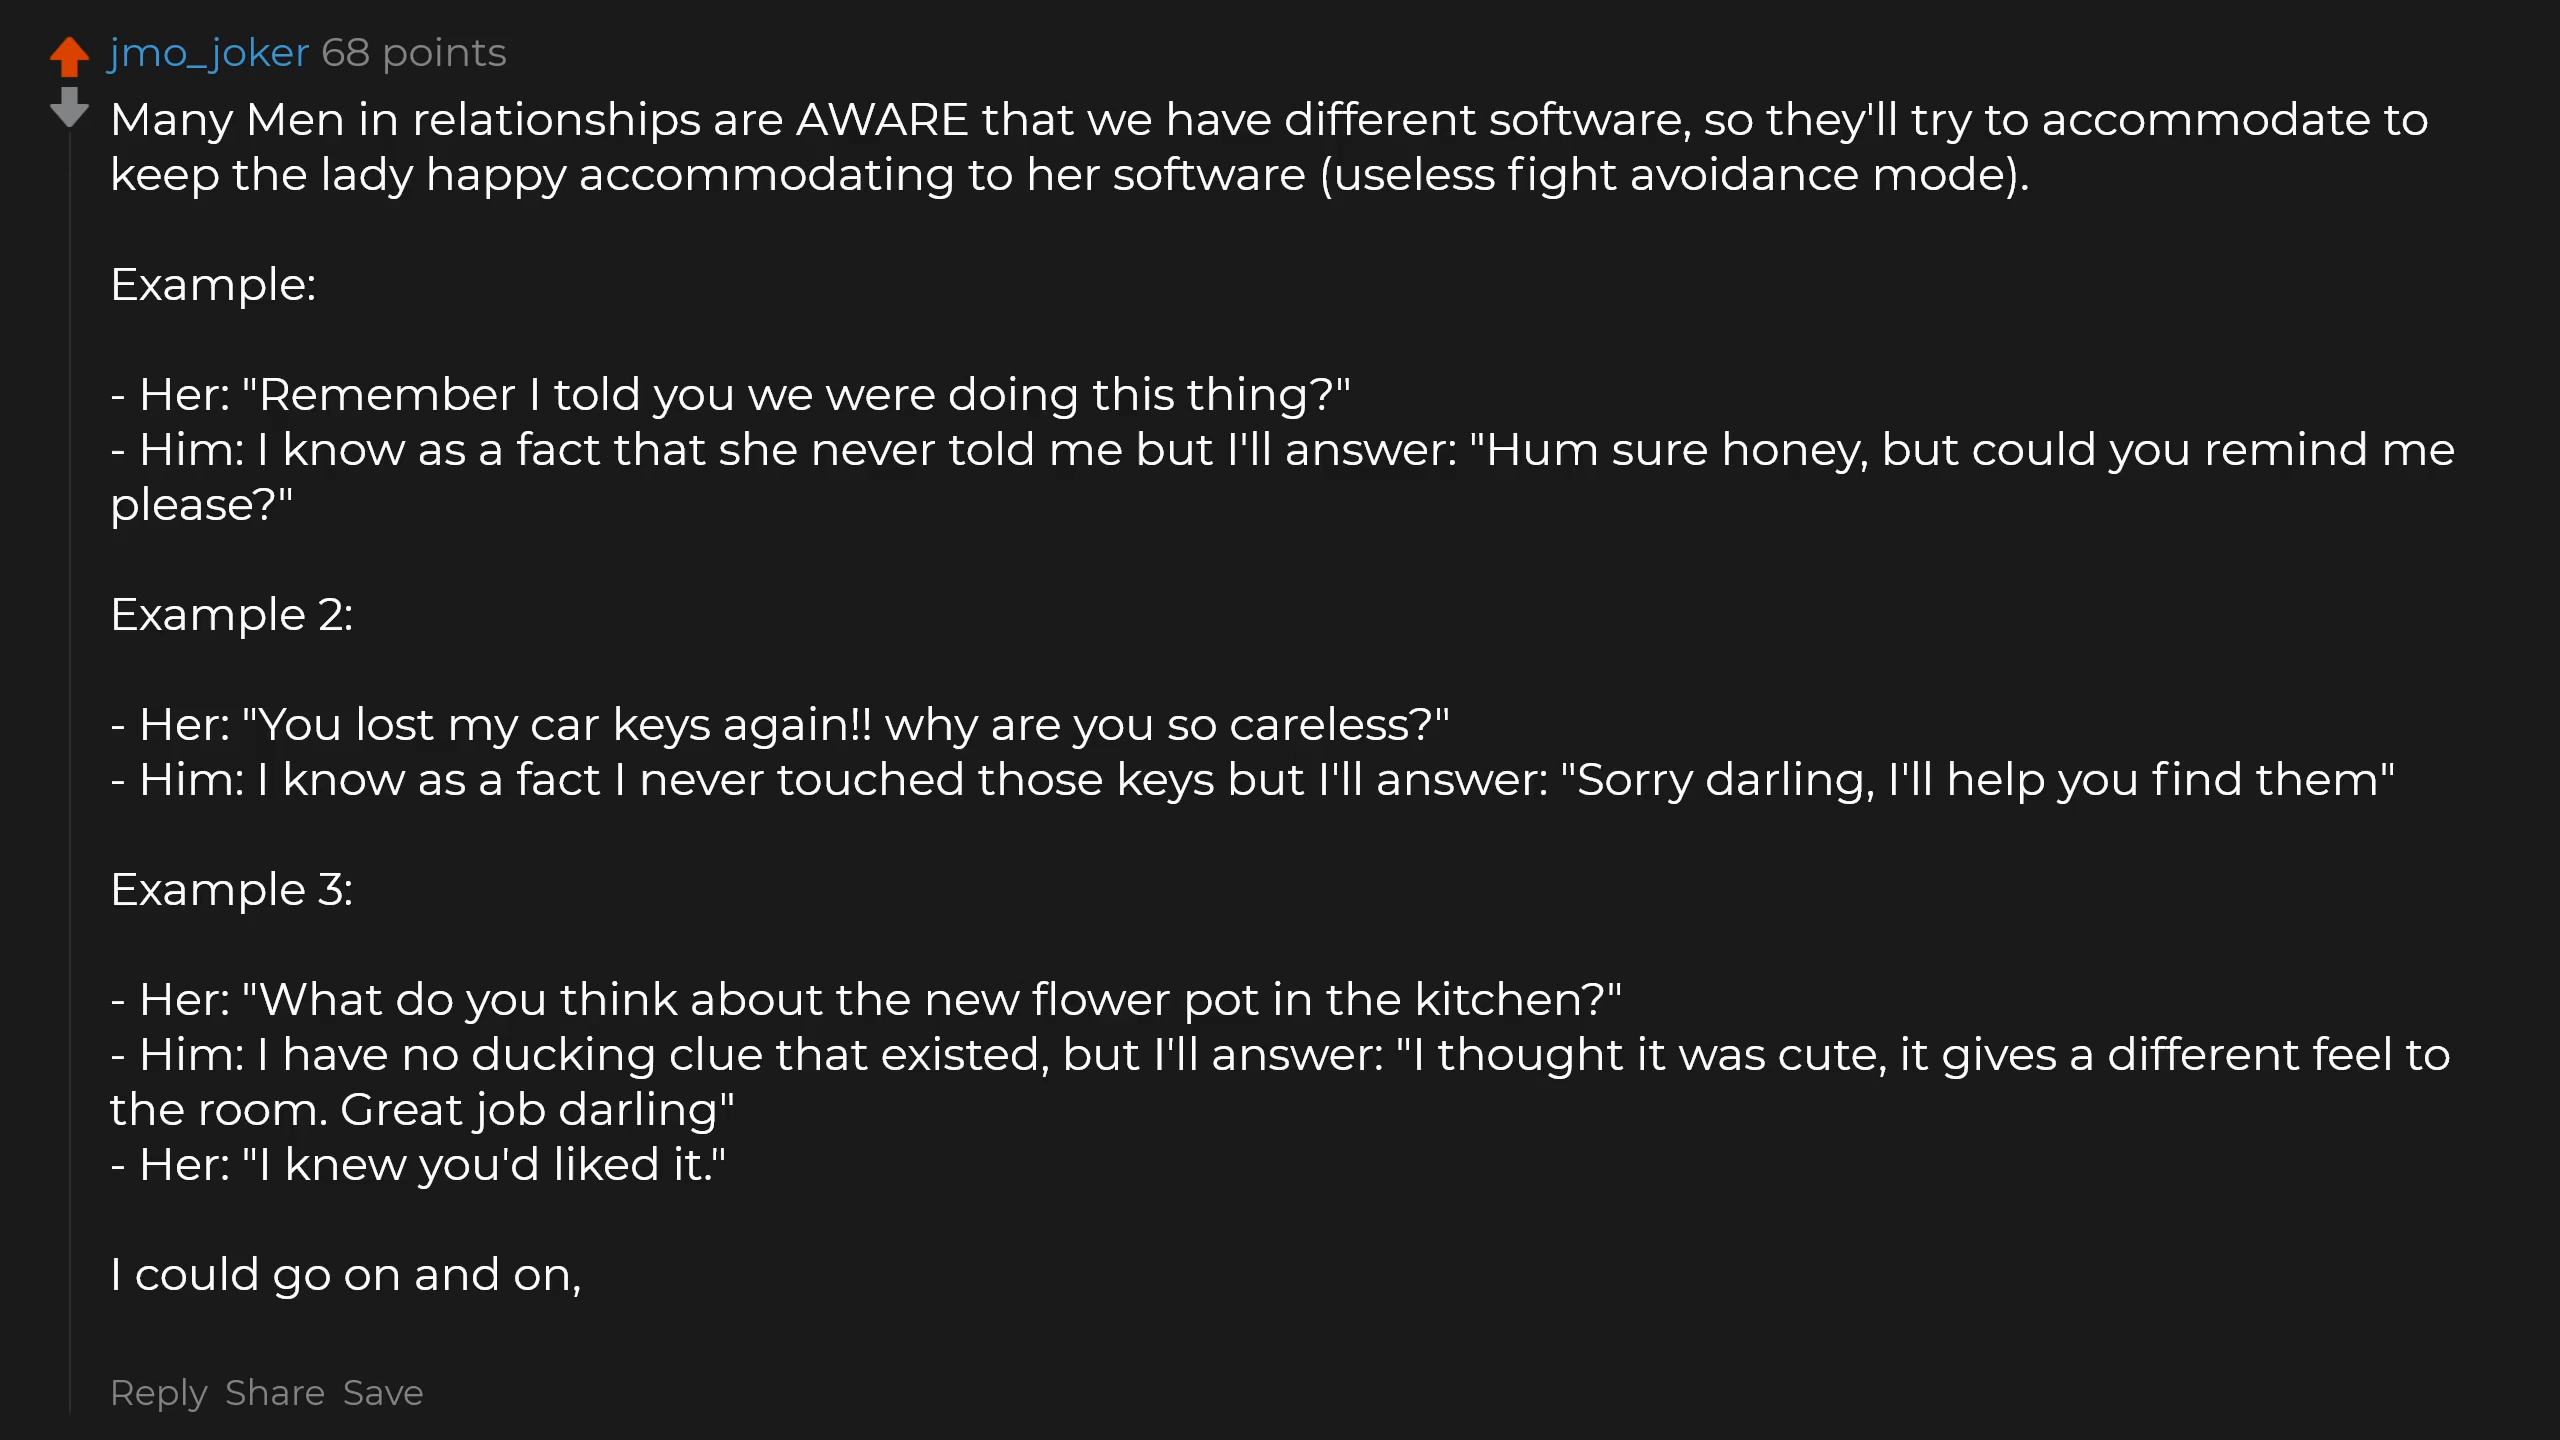 jmo_joker 68 points
Many Men in relationships are AWARE that we have different software, so they'll try to accommodate to
keep the lady happy accommodating to her software (useless fight avoidance mode).
Example:
- Her: "Remember I told you we were doing this thing?"
- Him: I know as a fact that she never told me but I'll answer: "Hum sure honey, but could you remind me
please?"
Example 2:
- Her: "You lost my car keys again!! why are you so careless?"
- Him: I know as a fact I never touched those keys but I'll answer: "Sorry darling, I'll help you find them"
Example 3:
- Her: "What do you think about the new flower pot in the kitchen?"
- Him: I have no ducking clue that existed, but I'll answer: "I thought it was cute, it gives a different feel to
the room. Great job darling"
- Her: "I knew you'd liked it."
I could go on and on,
Reply Share Save